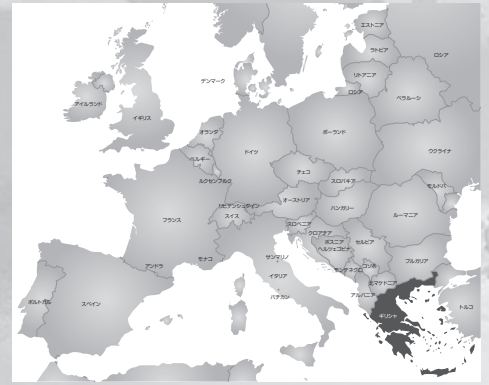 エストニア
ロシア
ラトビア
リトアニア
ロシア
デンマーク
ベラルーシ
アイルランド
イギリス
オランダ
ポーランド
ドイツ
ウクライナ
ベルギー
チェコ
ルクセンブルク
スロバキア
モルドバ
オーストリア
リヒテンシュタイン
ハンガリー
スイス
ルーマニア
フランス
スロベニア
クロアチア
ボスニア
ヘルツェゴビナ
セルビア
サンマリノ
モナコ
ブルガリア
アンドラ
コソボ
モンテネグロ
イタリア
北マケドニア
バチカン
アルバニア
ポルトガル
スペイン
トルコ
ギリシャ